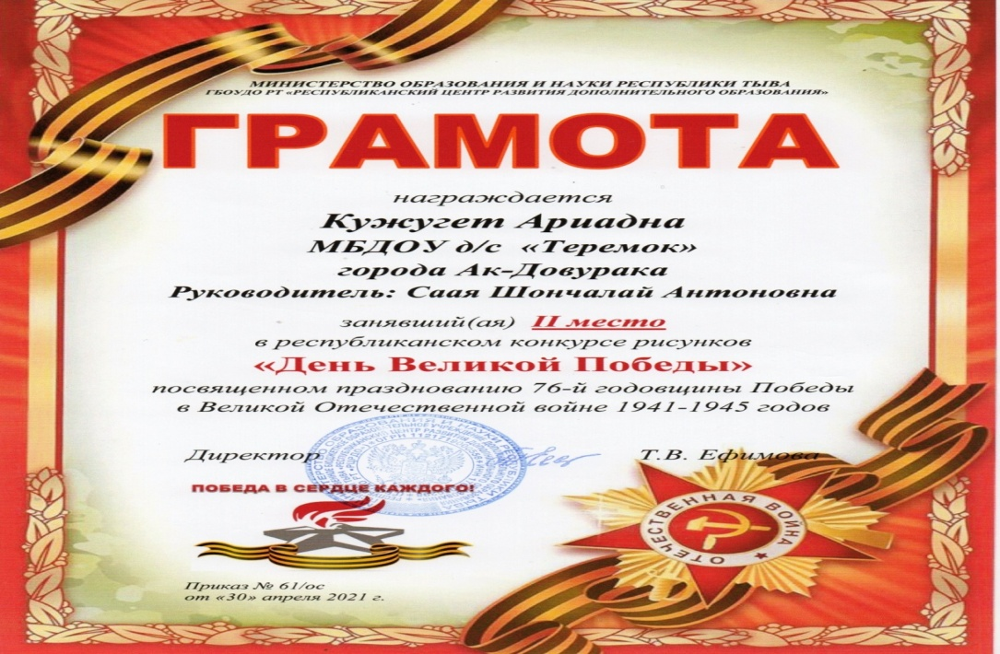 МИНИСТЕРСТВО ОБРАЗОВАНИЯ И НАУКИ РЕСПУБЛИКИ ТЫВА
ГБОУДО РТ «РЕСПУБЛИКАНСКИЙ ЦЕНТР РАЗВИТИЯ ДОПОЛНИТЕЛЬНОГО ОБРАЗОВАНИЯ»
ГРАМОТА
награждается
Кужугет Ариадна
МБДОУ д/с «Теремок»
города Ак-Довурака
Руководитель: Саая Шончалай Антоновна
занявший(ая) II место
в республиканском конкурсе рисунков
«День Великой Победы»
посвященном празднованию 76-й годовщины Победы
в Великой Отечественной войне 1941-1945 годов
Директор Т.В. Ефимова
ПОБЕДА В СЕРДЦЕ КАЖДОГО!
ОТЕЧЕСТВЕННАЯ ВОЙНА
Приказ № 61/ос
от «30» апреля 2021 г.